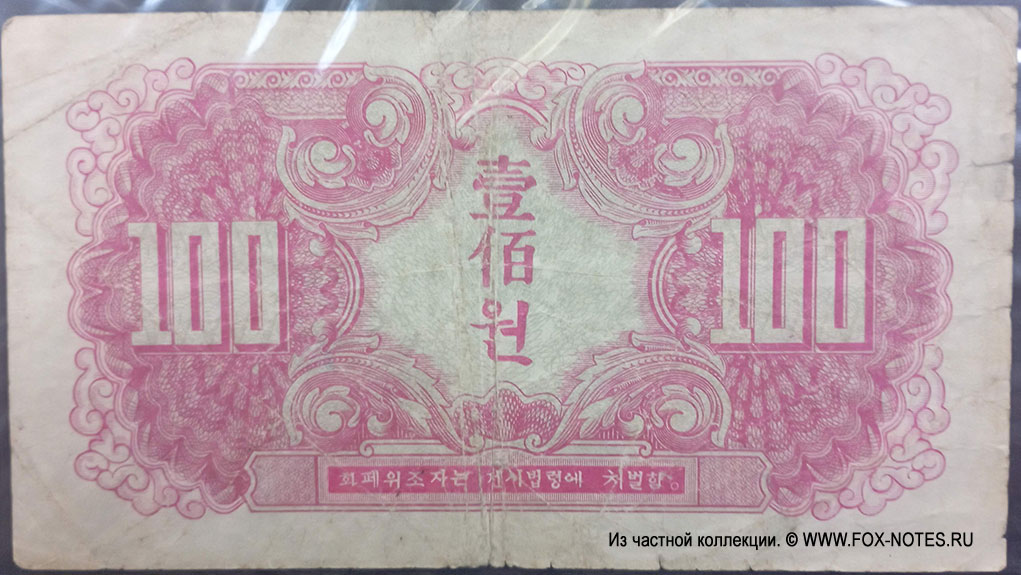 壹佰원
100
100
화폐위조자는 전시법령에 처벌함。
Из частной коллекции. © WWW.FOX-NOTES.RU